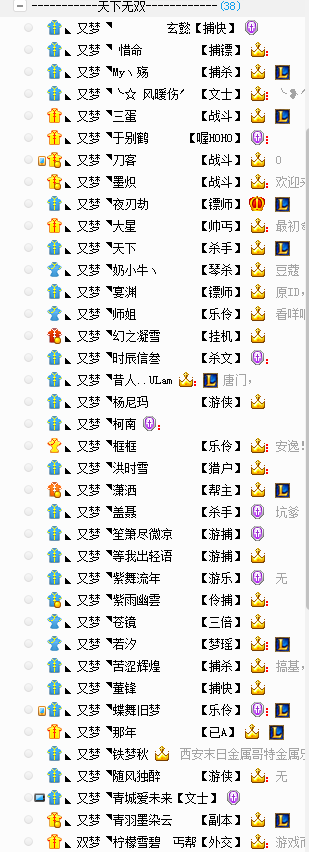 ------------天下无双------------- (38)
◣ 又梦 ◥ 玄懿【捕快】
◣ 又梦 ◥ 惜命 【捕镖】
◣ 又梦 ◥My丶殇 【捕杀】 L
◣ 又梦 ◥ ╰☆ 风暖伤╯【文士】
◣ 又梦 ◥三蛋 【战斗】 L
◣ 又梦 ◥于别鹤 【喔HOHO】
◣ 又梦 ◥刀客 【战斗】 0
◣ 又梦 ◥墨炽 【战斗】 欢迎来
◣ 又梦 ◥夜刃劫 【镖师】 L
◣ 又梦 ◥大星 【帅丐】 最初
◣ 又梦 ◥天下 【杀手】 L
◣ 又梦 ◥奶小牛丶 【琴杀】 豆蔻
◣ 又梦 ◥宴渊 【镖师】 原ID，
◣ 又梦 ◥师姐 【乐伶】 看咩
◣ 又梦 ◥幻之凝雪 【挂机】
◣ 又梦 ◥时辰信誉 【杀文】
◣ 又梦 ◥昔人..ULam L 唐门，
◣ 又梦 ◥杨尼玛 【游侠】
◣ 又梦 ◥柯南
◣ 又梦 ◥框框 【乐伶】 安逸！
◣ 又梦 ◥洪时雪 【猎户】
◣ 又梦 ◥潇洒 【帮主】 L
◣ 又梦 ◥盖聂 【杀手】 坑爹
◣ 又梦 ◥笙箫尽微凉 【游捕】
◣ 又梦 ◥等我出轻语 【游捕】
◣ 又梦 ◥紫舞流年 【游乐】 无
◣ 又梦 ◥紫雨幽雲 【伶捕】
◣ 又梦 ◥苍镜 【三倍】
◣ 又梦 ◥若汐 【梦瑶】 L
◣ 又梦 ◥苦涩辉煌 【捕杀】 搞基，
◣ 又梦 ◥董锋 【捕快】
◣ 又梦 ◥蝶舞旧梦 【乐伶】 L
◣ 又梦 ◥那年 【已A】 L
◣ 又梦 ◥铁梦秋 西安末日金属哥特金属乐
◣ 又梦 ◥随风独醉 【游侠】 无
◣ 又梦 ◥青城爱未来【文士】
◣ 又梦 ◥青羽墨染云 【副本】 L
◣ 双梦 ◥柠檬雪碧 丐帮【外交】 游戏而